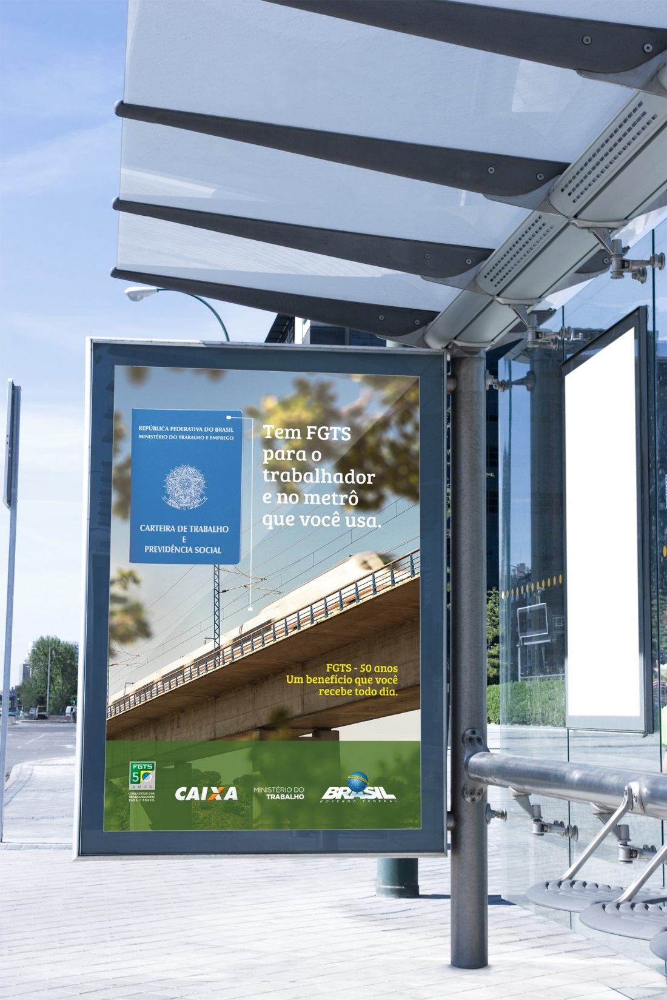 REPÚBLICA FEDERATIVA DO BRASIL
MINISTÉRIO DO TRABALHO E EMPREGO
CARTEIRA DE TRABALHO
E
PREVIDÊNCIA SOCIAL
Tem FGTS
para o
trabalhador
e no metrô
que você usa.
FGTS - 50 anos
Um benefício que você
recebe todo dia.
FGTS
50
ANOS
CONQUISTAS DOS
TRABALHADORES
PARA O BRASIL
CAIXA
MINISTÉRIO DO
TRABALHO
BRASIL
GOVERNO FEDERAL